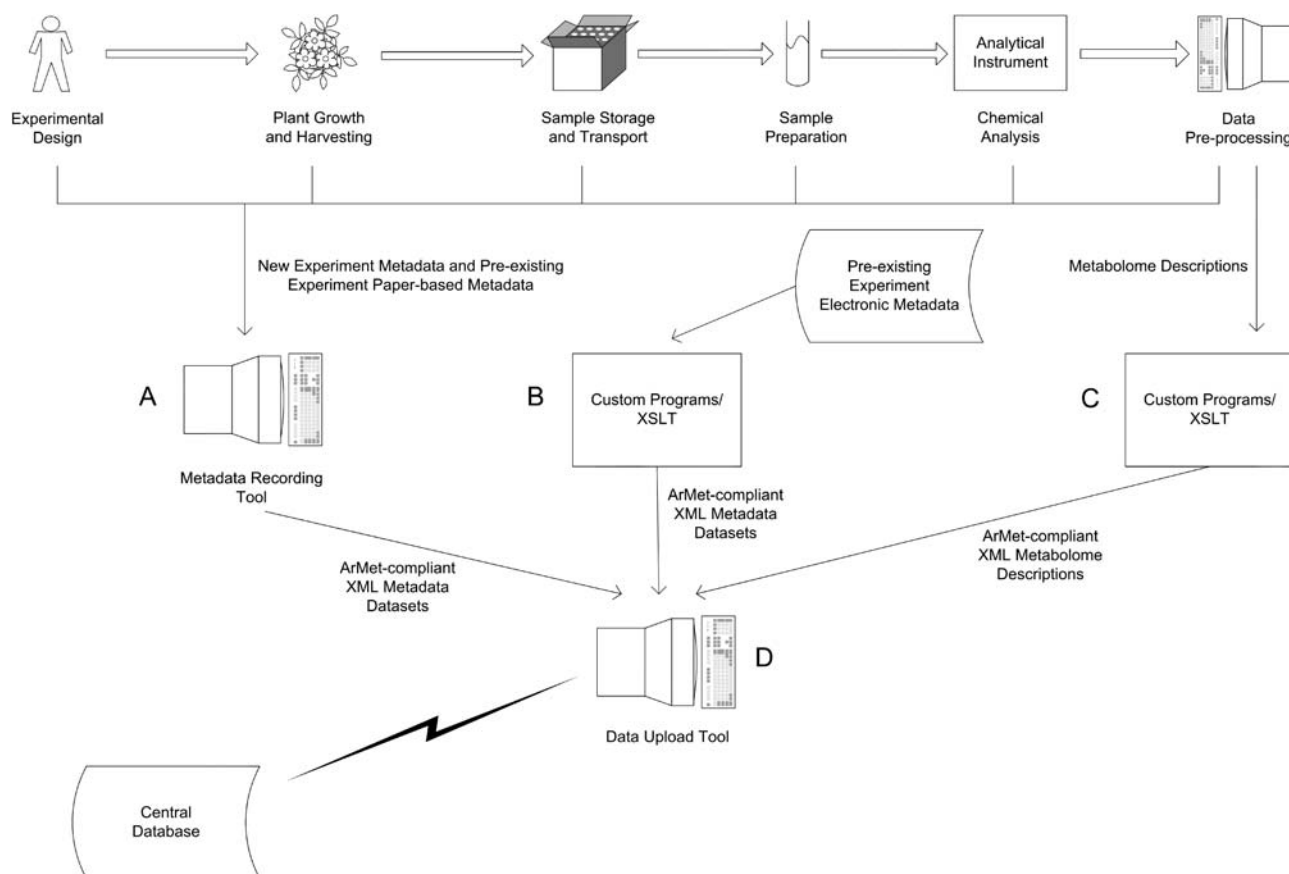 Analytical
Instrument
Experimental
Design
Plant Growth
and Harvesting
Sample Storage
and Transport
Sample
Preparation
Chemical
Analysis
Data
Pre-processing
New Experiment Metadata and Pre-existing
Experiment Paper-based Metadata
Pre-existing
Experiment
Electronic Metadata
Metabolome Descriptions
A
Metadata Recording
Tool
B
Custom Programs/
XSLT
C
Custom Programs/
XSLT
ArMet-compliant
XML Metadata
Datasets
ArMet-compliant
XML Metadata
Datasets
ArMet-compliant
XML Metabolome
Descriptions
D
Data Upload Tool
Central
Database